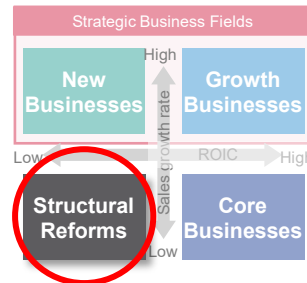 Strategic Business Fields
High
New
Businesses
Growth
Businesses
Sales growth rate
Low
ROIC
High
Structural
Reforms
Core
Businesses
Low